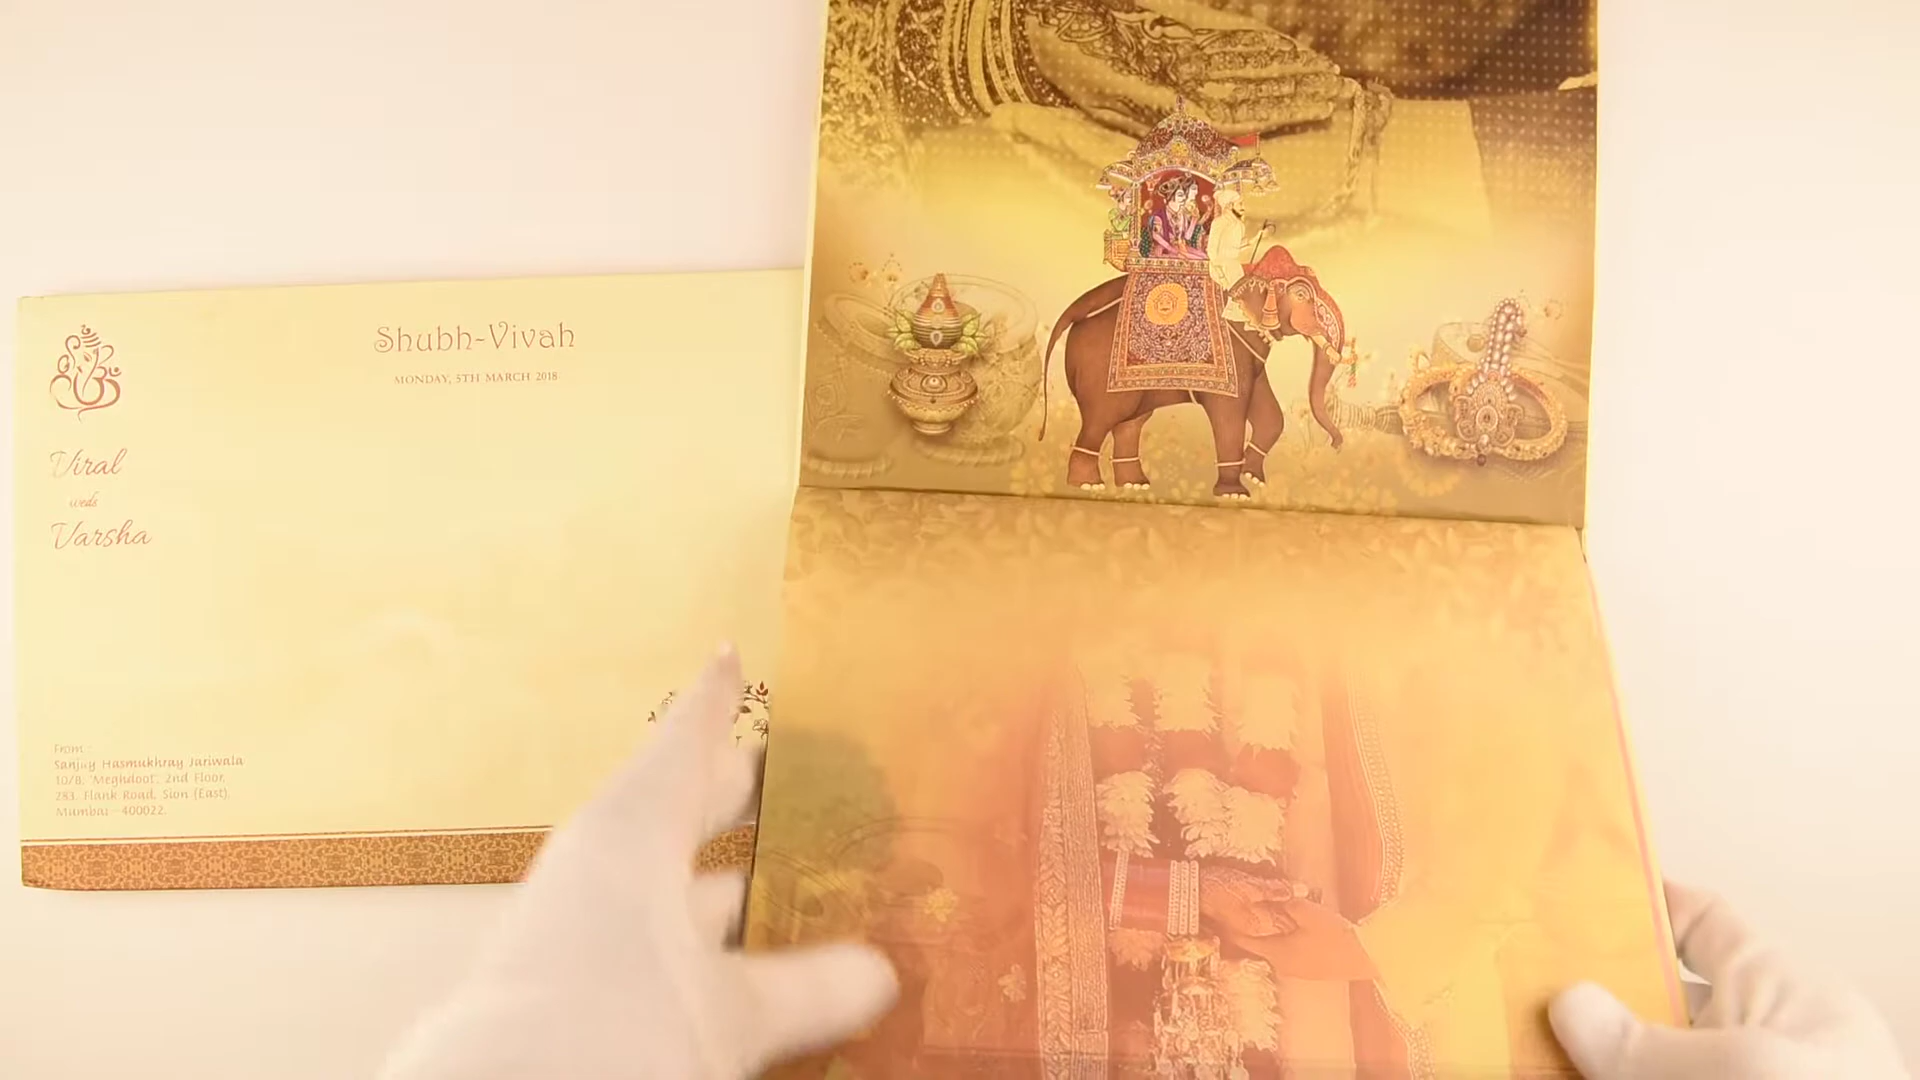 Shubh-Vivah
MONDAY, 5TH MARCH 2018
Viral
weds
Varsha
From :
Sanjay Hasmukhray Jariwala
10/B, "Meghdoot", 2nd Floor,
283, Flank Road, Sion (East),
Mumbai - 400022.